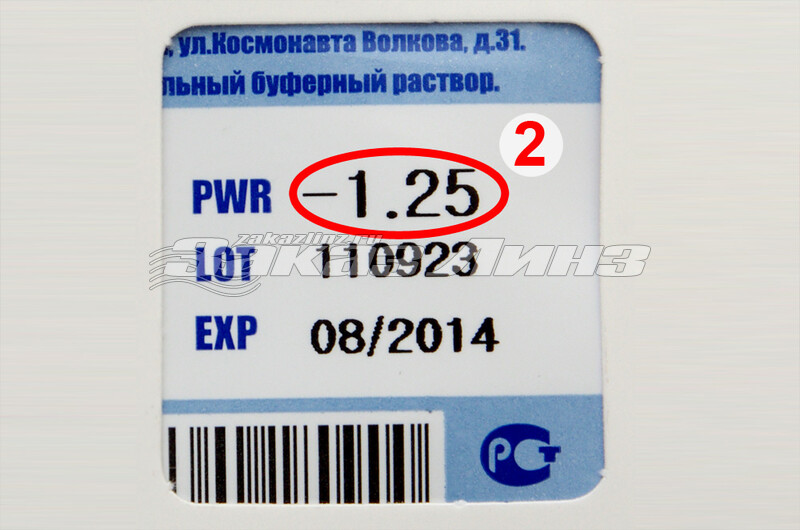 , ул.Космонавта Волкова, д.31.
льный буферный раствор.
2
PWR -1.25
zakazlinz.ru
ЗаказЛинз
LOT 110923
EXP 08/2014
РСТ